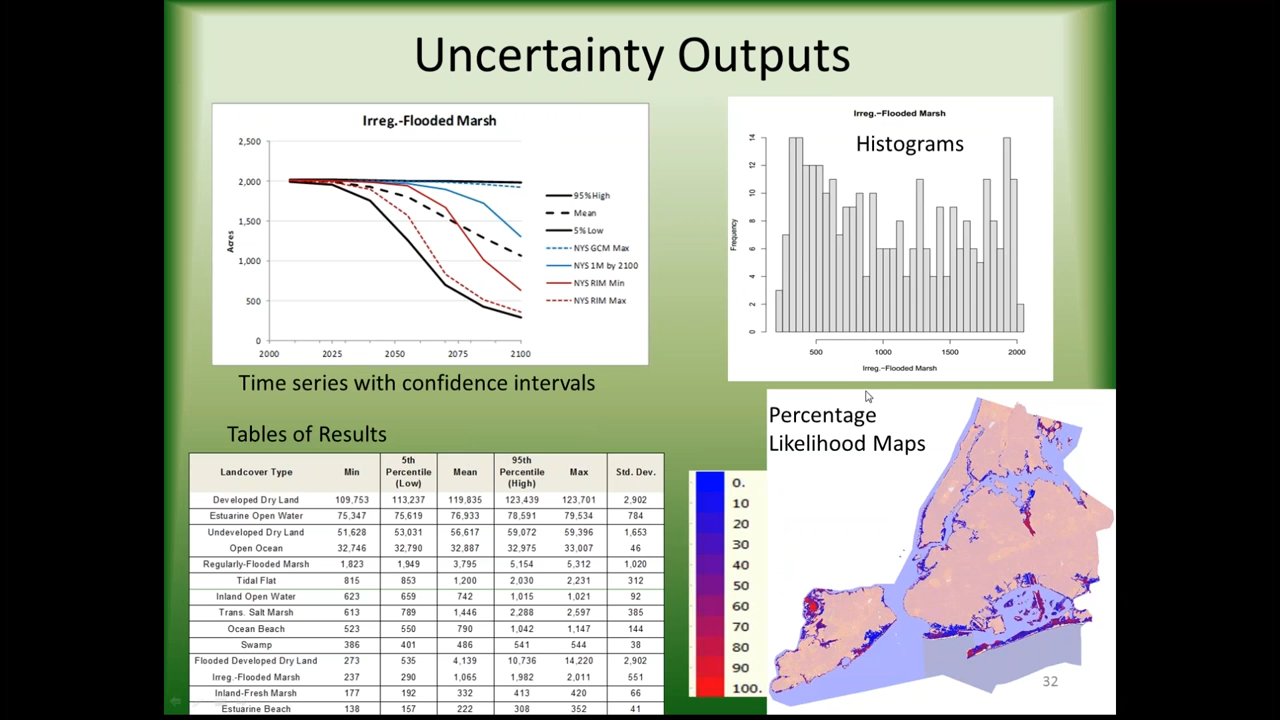 Uncertainty Outputs
Irreg.-Flooded Marsh
2,500
2,000
1,500
1,000
500
0
Acres
2000 2025 2050 2075 2100
95%High
Mean
5% Low
NYS GCM Max
NYS 1M by 2100
NYS RIM Min
NYS RIM Max
Time series with confidence intervals
Irreg.-Flooded Marsh
Histograms
Frequency
14
12
10
8
6
4
2
0
500 1000 1500 2000
Irreg.-Flooded Marsh
Tables of Results
Landcover Type Min 5th Percentile (Low) Mean 95th Percentile (High) Max Std. Dev.
Developed Dry Land 109,753 113,237 119,835 123,439 123,701 2,902
Estuarine Open Water 75,347 75,619 76,933 78,591 79,534 784
Undeveloped Dry Land 51,628 53,031 56,617 59,072 59,396 1,653
Open Ocean 32,746 32,790 32,887 32,975 33,007 46
Regularly-Flooded Marsh 1,823 1,949 3,795 5,154 5,312 1,020
Tidal Flat 815 853 1,200 2,030 2,231 312
Inland Open Water 623 659 742 1,015 1,021 92
Trans. Salt Marsh 613 789 1,446 2,288 2,597 385
Ocean Beach 523 550 790 1,042 1,147 144
Swamp 386 401 486 541 544 38
Flooded Developed Dry Land 273 535 4,139 10,736 14,220 2,902
Irreg.-Flooded Marsh 237 290 1,065 1,982 2,011 551
Inland-Fresh Marsh 177 192 332 413 420 66
Estuarine Beach 138 157 222 308 352 41
Percentage
Likelihood Maps
0.
10
20
30
40
50
60
70
80
90
100.
32